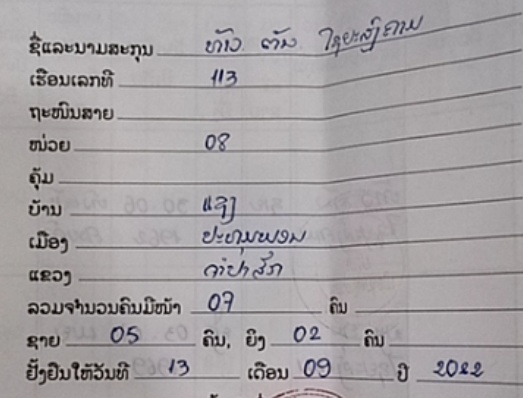 ຊື່ແລະນາມສະກຸນ ທ້າວ ຕັນ ໄຊຍະສົງຄາມ
ເຮືອນເລກທີ 113
ຖະໜົນສາຍ
ໜ່ວຍ 08
ຄຸ້ມ
ບ້ານ
ເມືອງ ປະທຸມພອນ
ແຂວງ ຈຳປາສັກ
ລວມຈຳນວນຄົນມີໜ້າ 07 ຄົນ
ຊາຍ 05 ຄົນ, ຍິງ 02 ຄົນ
ຢັ້ງຢືນໃຫ້ວັນທີ 13 ເດືອນ 09 ປີ 2022